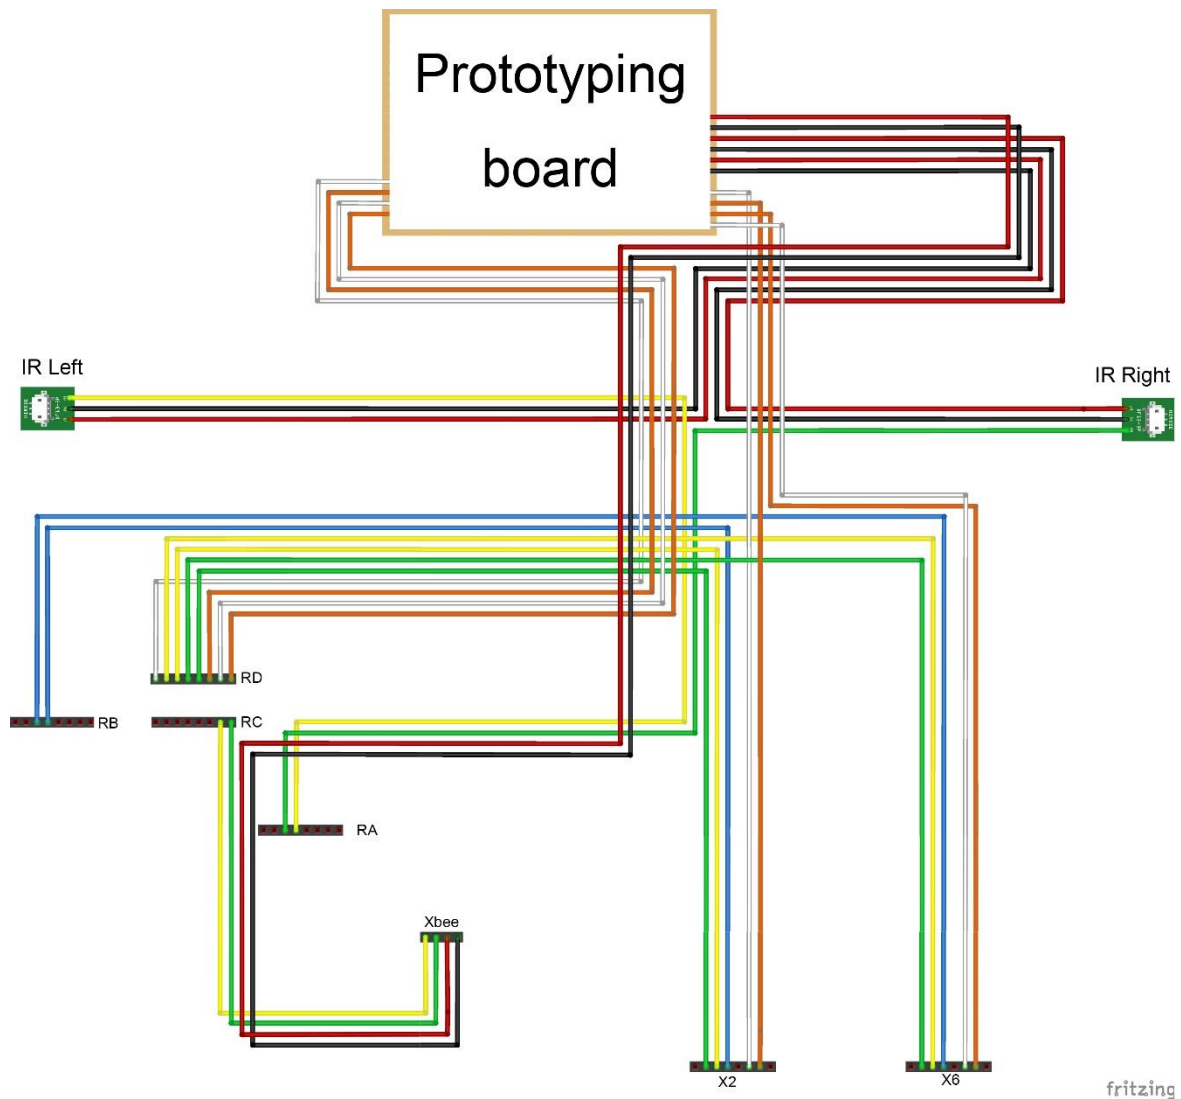 Prototyping
board
IR Left
IR Right
RD
RB
RC
RA
Xbee
X2
X6
fritzing